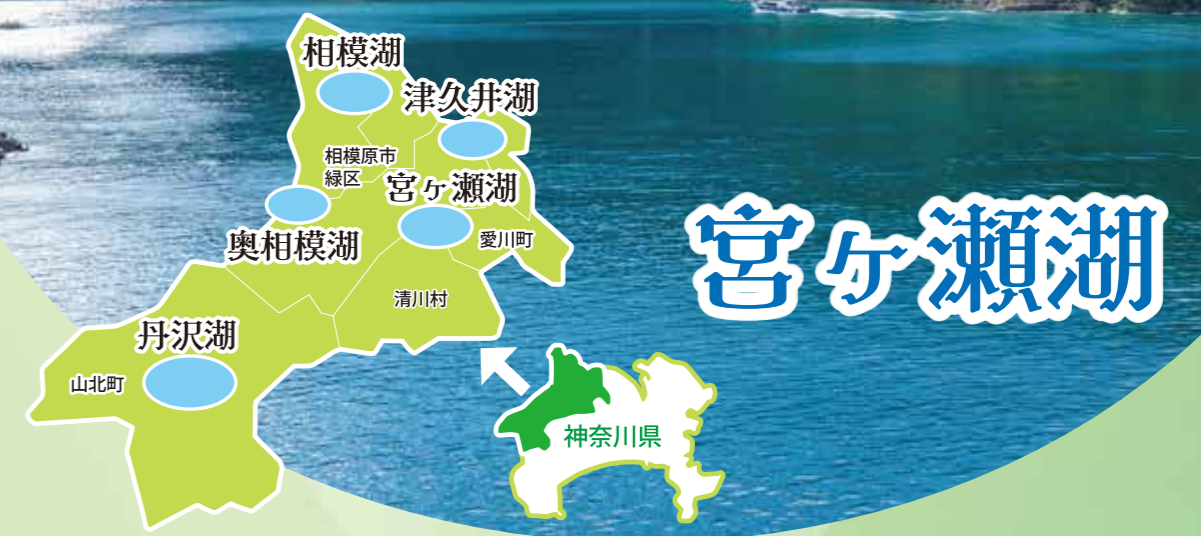 相模湖
津久井湖
相模原市
緑区
宮ヶ瀬湖
奥相模湖
愛川町
清川村
丹沢湖
山北町
神奈川県
宮ヶ瀬湖